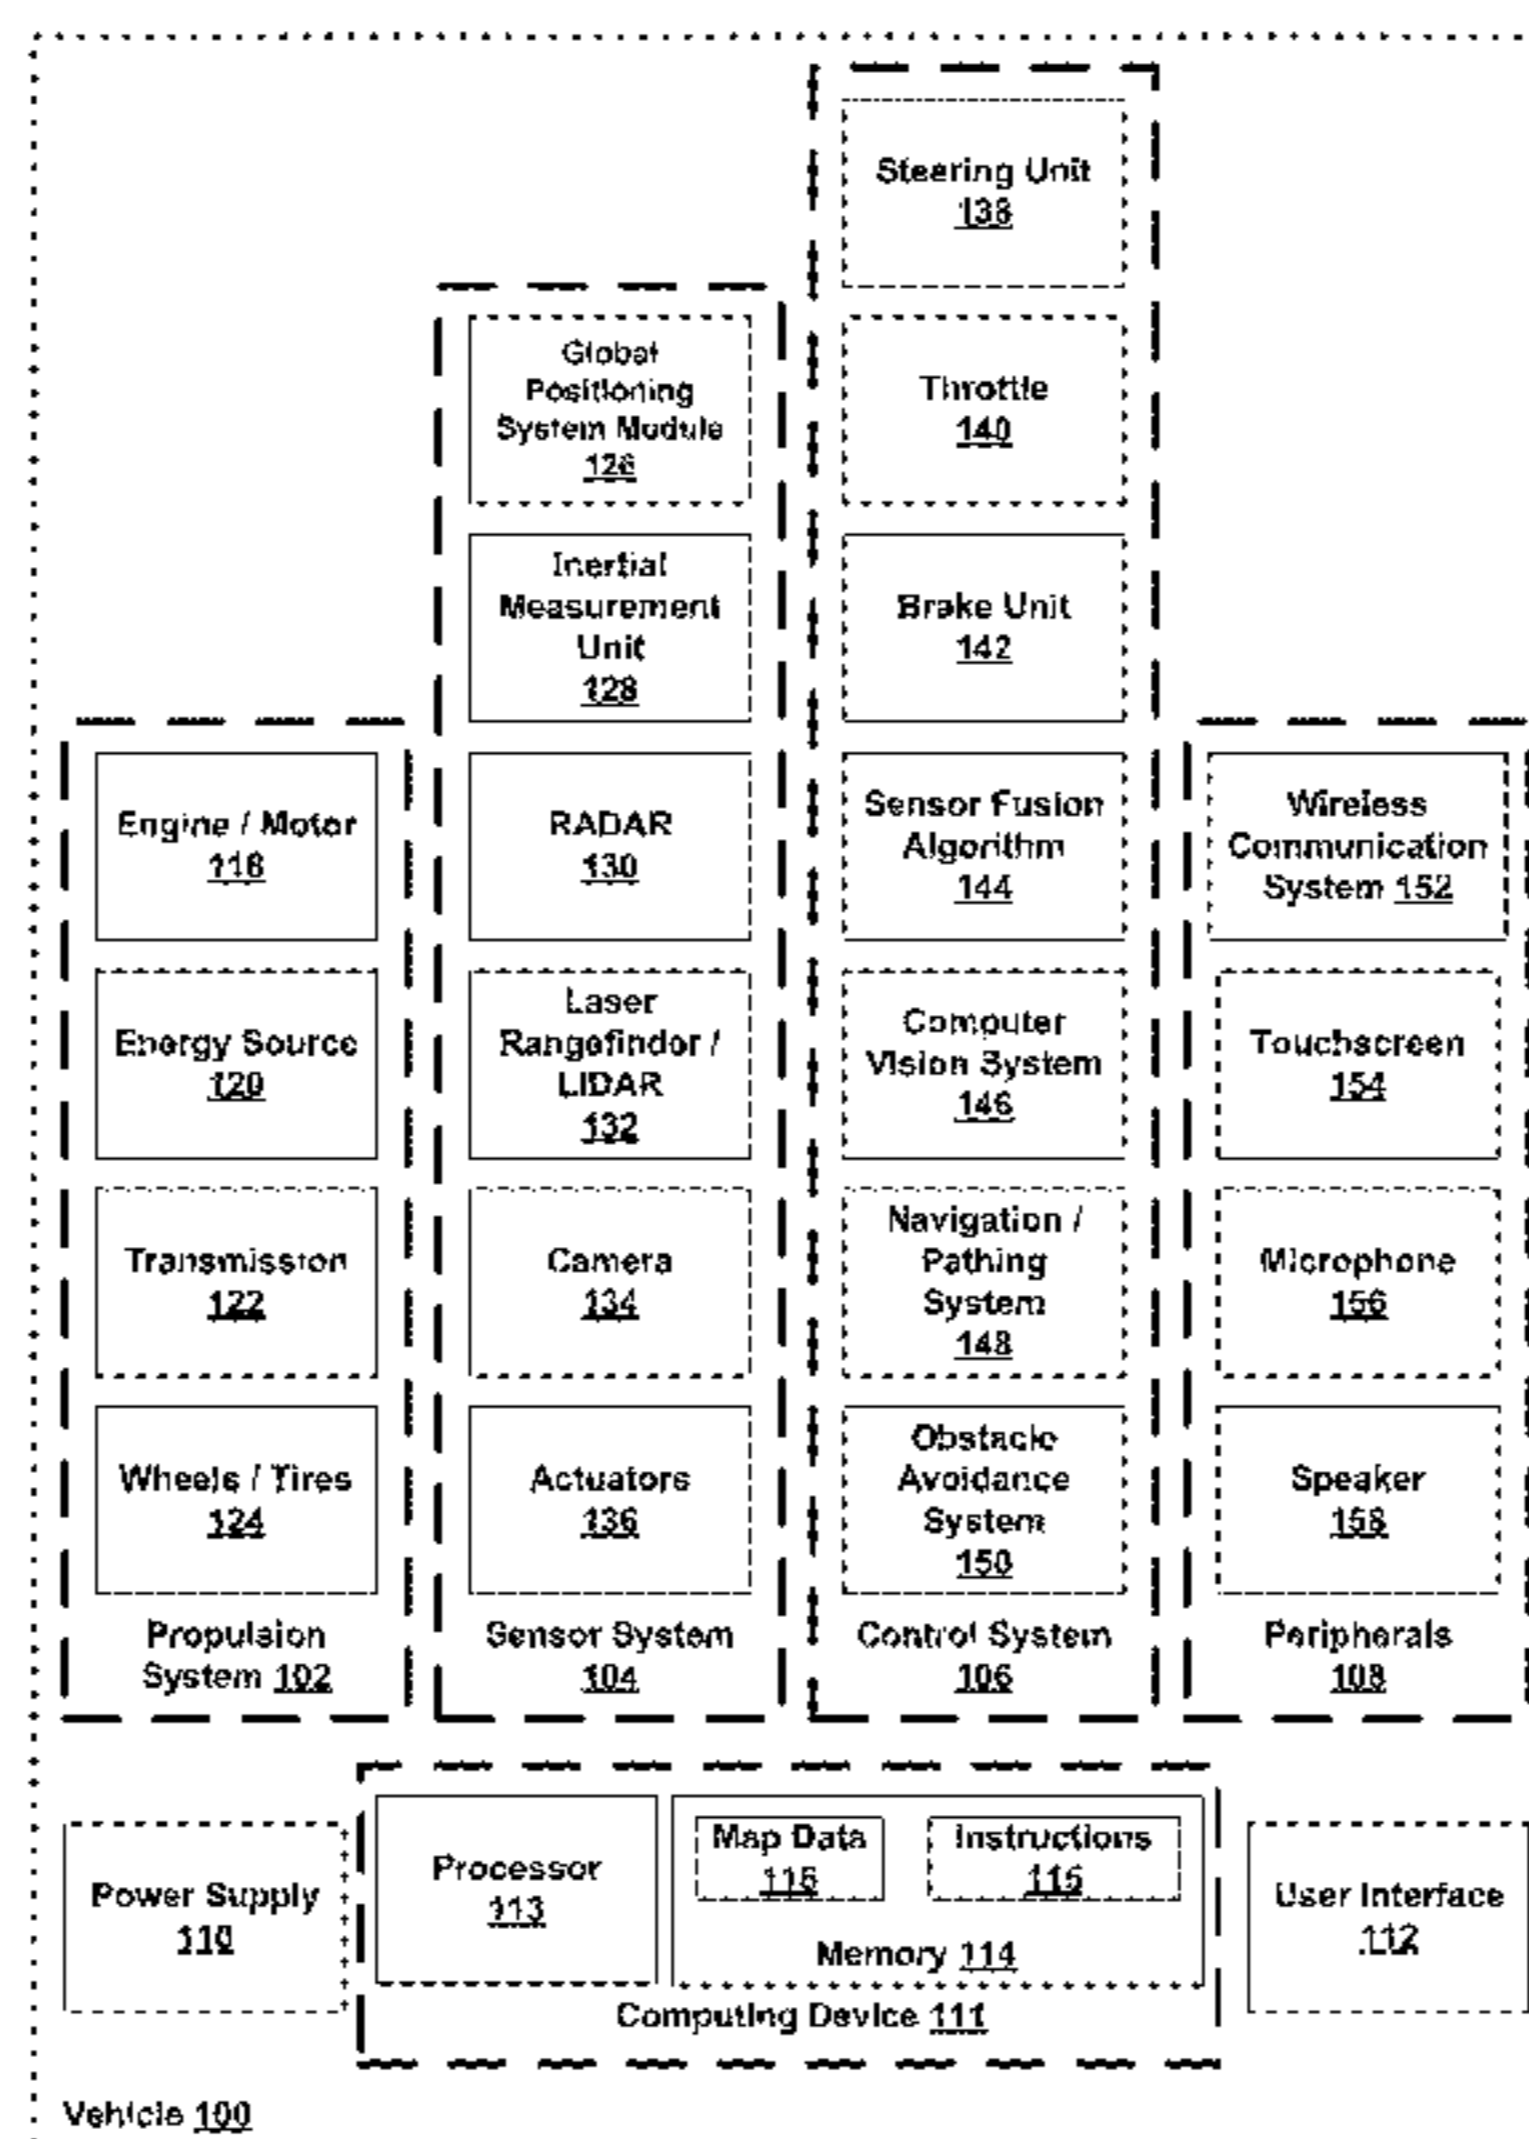 Steering Unit
138
Global
Positioning
System Module
126
Throttle
140
Inertial
Measurement
Unit
128
Brake Unit
142
Engine / Motor
118
RADAR
130
Sensor Fusion
Algorithm
144
Wireless
Communication
System 152
Energy Source
120
Laser
Rangefinder /
LIDAR
132
Computer
Vision System
146
Touchscreen
154
Transmission
122
Camera
134
Navigation /
Pathing
System
148
Microphone
156
Wheels / Tires
124
Actuators
136
Obstacle
Avoidance
System
150
Speaker
158
Propulsion
System 102
Sensor System
104
Control System
106
Peripherals
108
Power Supply
110
Processor
113
Map Data
116
Instructions
115
Memory 114
Computing Device 111
User Interface
112
Vehicle 100